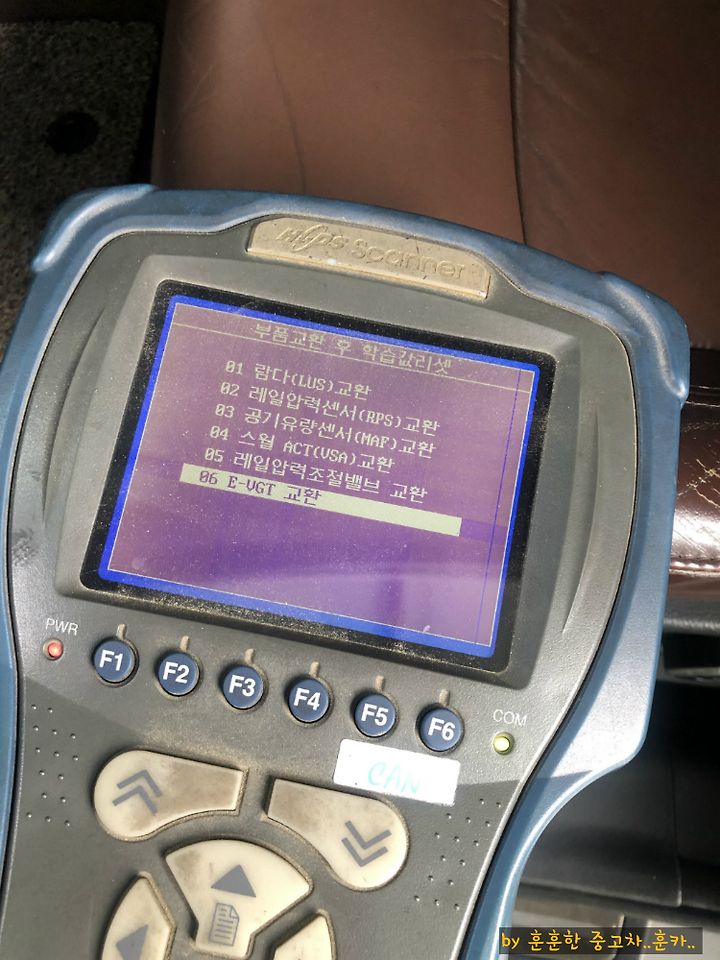 Hi-DS Scanner
부품교환 후 학습값리셋
01 람다(LUS)교환
02 레일압력센서(RPS)교환
03 공기유량센서(MAF)교환
04 스월 ACT(VSA)교환
05 레일압력조절밸브 교환
06 E-VGT 교환
PWR
F1 F2 F3 F4 F5 F6
COM
CAN
by 훈훈한 중고차..훈카..